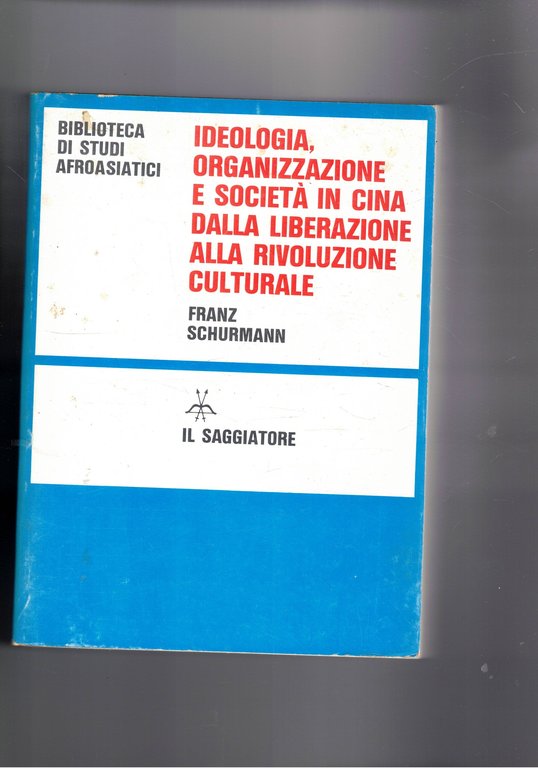 BIBLIOTECA
DI STUDI
AFROASIATICI
IDEOLOGIA,
ORGANIZZAZIONE
E SOCIETÀ IN CINA
DALLA LIBERAZIONE
ALLA RIVOLUZIONE
CULTURALE
FRANZ
SCHURMANN
IL SAGGIATORE